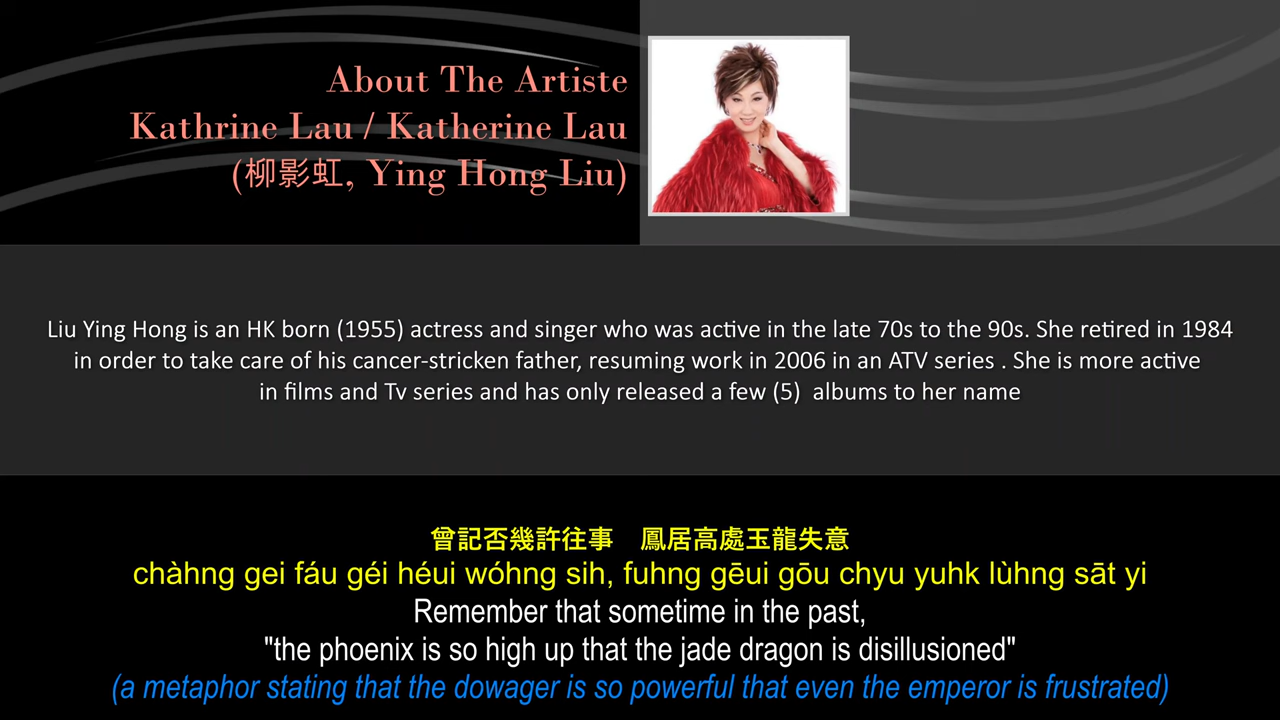 About The Artiste
Kathrine Lau / Katherine Lau
(柳影虹, Ying Hong Liu)
Liu Ying Hong is an HK born (1955) actress and singer who was active in the late 70s to the 90s. She retired in 1984
in order to take care of his cancer-stricken father, resuming work in 2006 in an ATV series . She is more active
in films and Tv series and has only released a few (5)  albums to her name
曾記否幾許往事　鳳居高處玉龍失意
chàhng gei fáu géi héui wóhng sih, fuhng gēui gōu chyu yuhk lùhng sāt yi
Remember that sometime in the past,
"the phoenix is so high up that the jade dragon is disillusioned"
(a metaphor stating that the dowager is so powerful that even the emperor is frustrated)